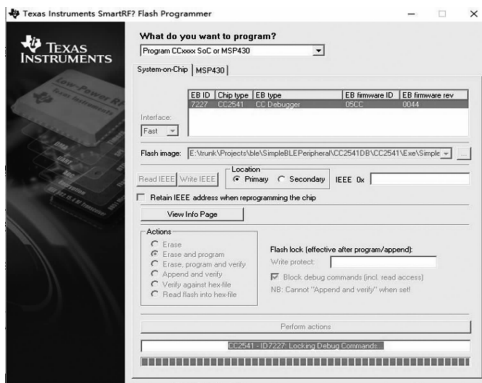 Texas Instruments SmartRF? Flash Programmer
TEXAS INSTRUMENTS
What do you want to program?
Program CCxxxx SoC or MSP430
System-on-Chip MSP430
EB ID Chip type EB type EB firmware ID EB firmware rev
7227 CC2541 CC Debugger 05CC 0044
Interface:
Fast
Flash image: E:\trunk\Projects\ble\SimpleBLEPeripheral\CC2541DB\CC2541\Exe\Simple_ ...
Location
Read IEEE Write IEEE Primary Secondary IEEE 0x
Retain IEEE address when reprogramming the chip
View Info Page
Actions
Erase
Erase and program
Erase, program and verify
Append and verify
Verify against hex-file
Read flash into hex-file
Flash lock (effective after program/append):
Write protect:
Block debug commands (incl. read access)
NB: Cannot "Append and verify" when set!
Perform actions
CC2541 - ID7227: Locking Debug Commands...